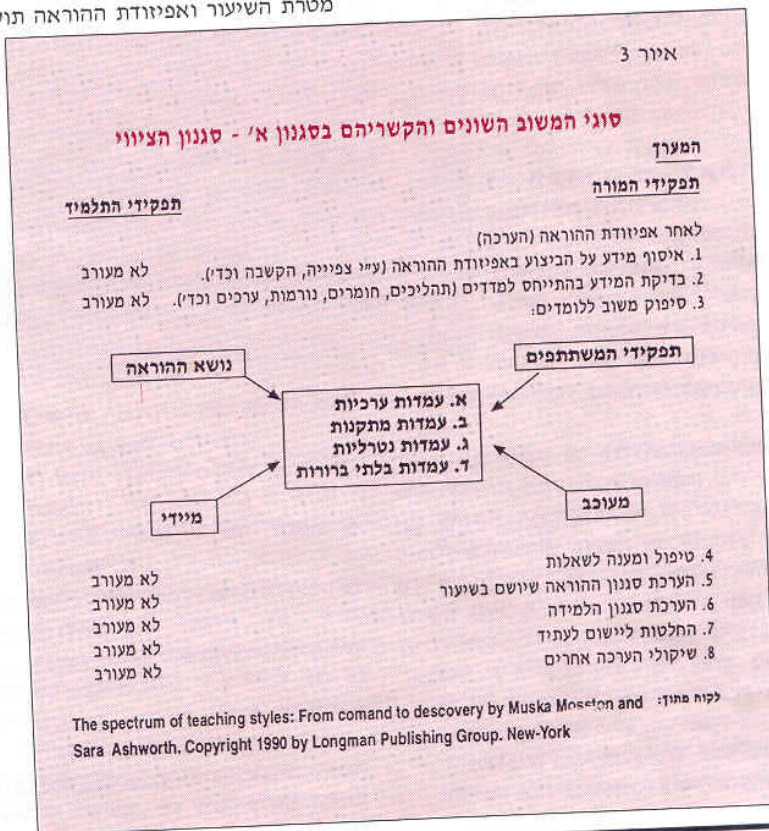 מטרת השיעור ואפיזודת ההוראה
איור 3
סוגי המשוב השונים והקשריהם בסגנון א' - סגנון הציווי
המערך
תפקידי המורה תפקידי התלמיד
לאחר אפיזודת ההוראה (הערכה)
1. איסוף מידע על הביצוע באפיזודת ההוראה (ע"י צפייייה, הקשבה וכד'). לא מעורב
2. בדיקת המידע בהתייחס למדדים (תהליכים, חומרים, נורמות, ערכים וכד'). לא מעורב
3. סיפוק משוב ללומדים:
תפקידי המשתתפים
נושא ההוראה
א. עמדות ערכיות
ב. עמדות מתקנות
ג. עמדות נטרליות
ד. עמדות בלתי ברורות
מעוכב
מיידי
4. טיפול ומענה לשאלות לא מעורב
5. הערכת סגנון ההוראה שיושם בשיעור לא מעורב
6. הערכת סגנון הלמידה לא מעורב
7. החלטות ליישום לעתיד לא מעורב
8. שיקולי הערכה אחרים לא מעורב
לקוח מתוך: The spectrum of teaching styles: From comand to descovery by Muska Mosston and
Sara Ashworth. Copyright 1990 by Longman Publishing Group. New-York